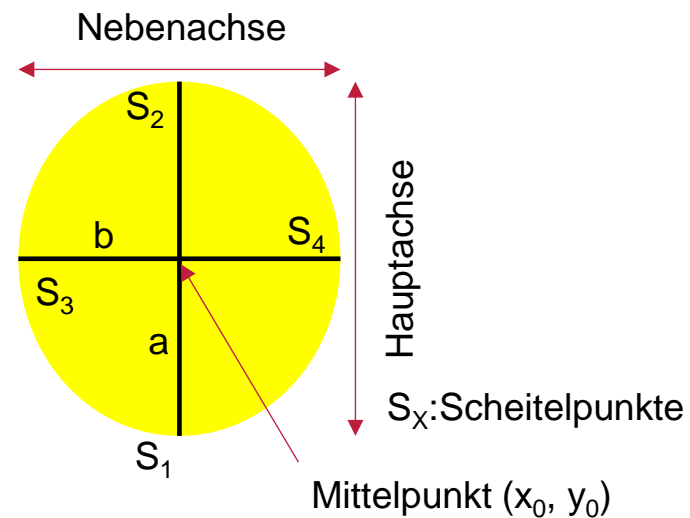 Nebenachse
S₂
b
S₄
S₃
a
Hauptachse
Sₓ:Scheitelpunkte
S₁
Mittelpunkt (x₀, y₀)